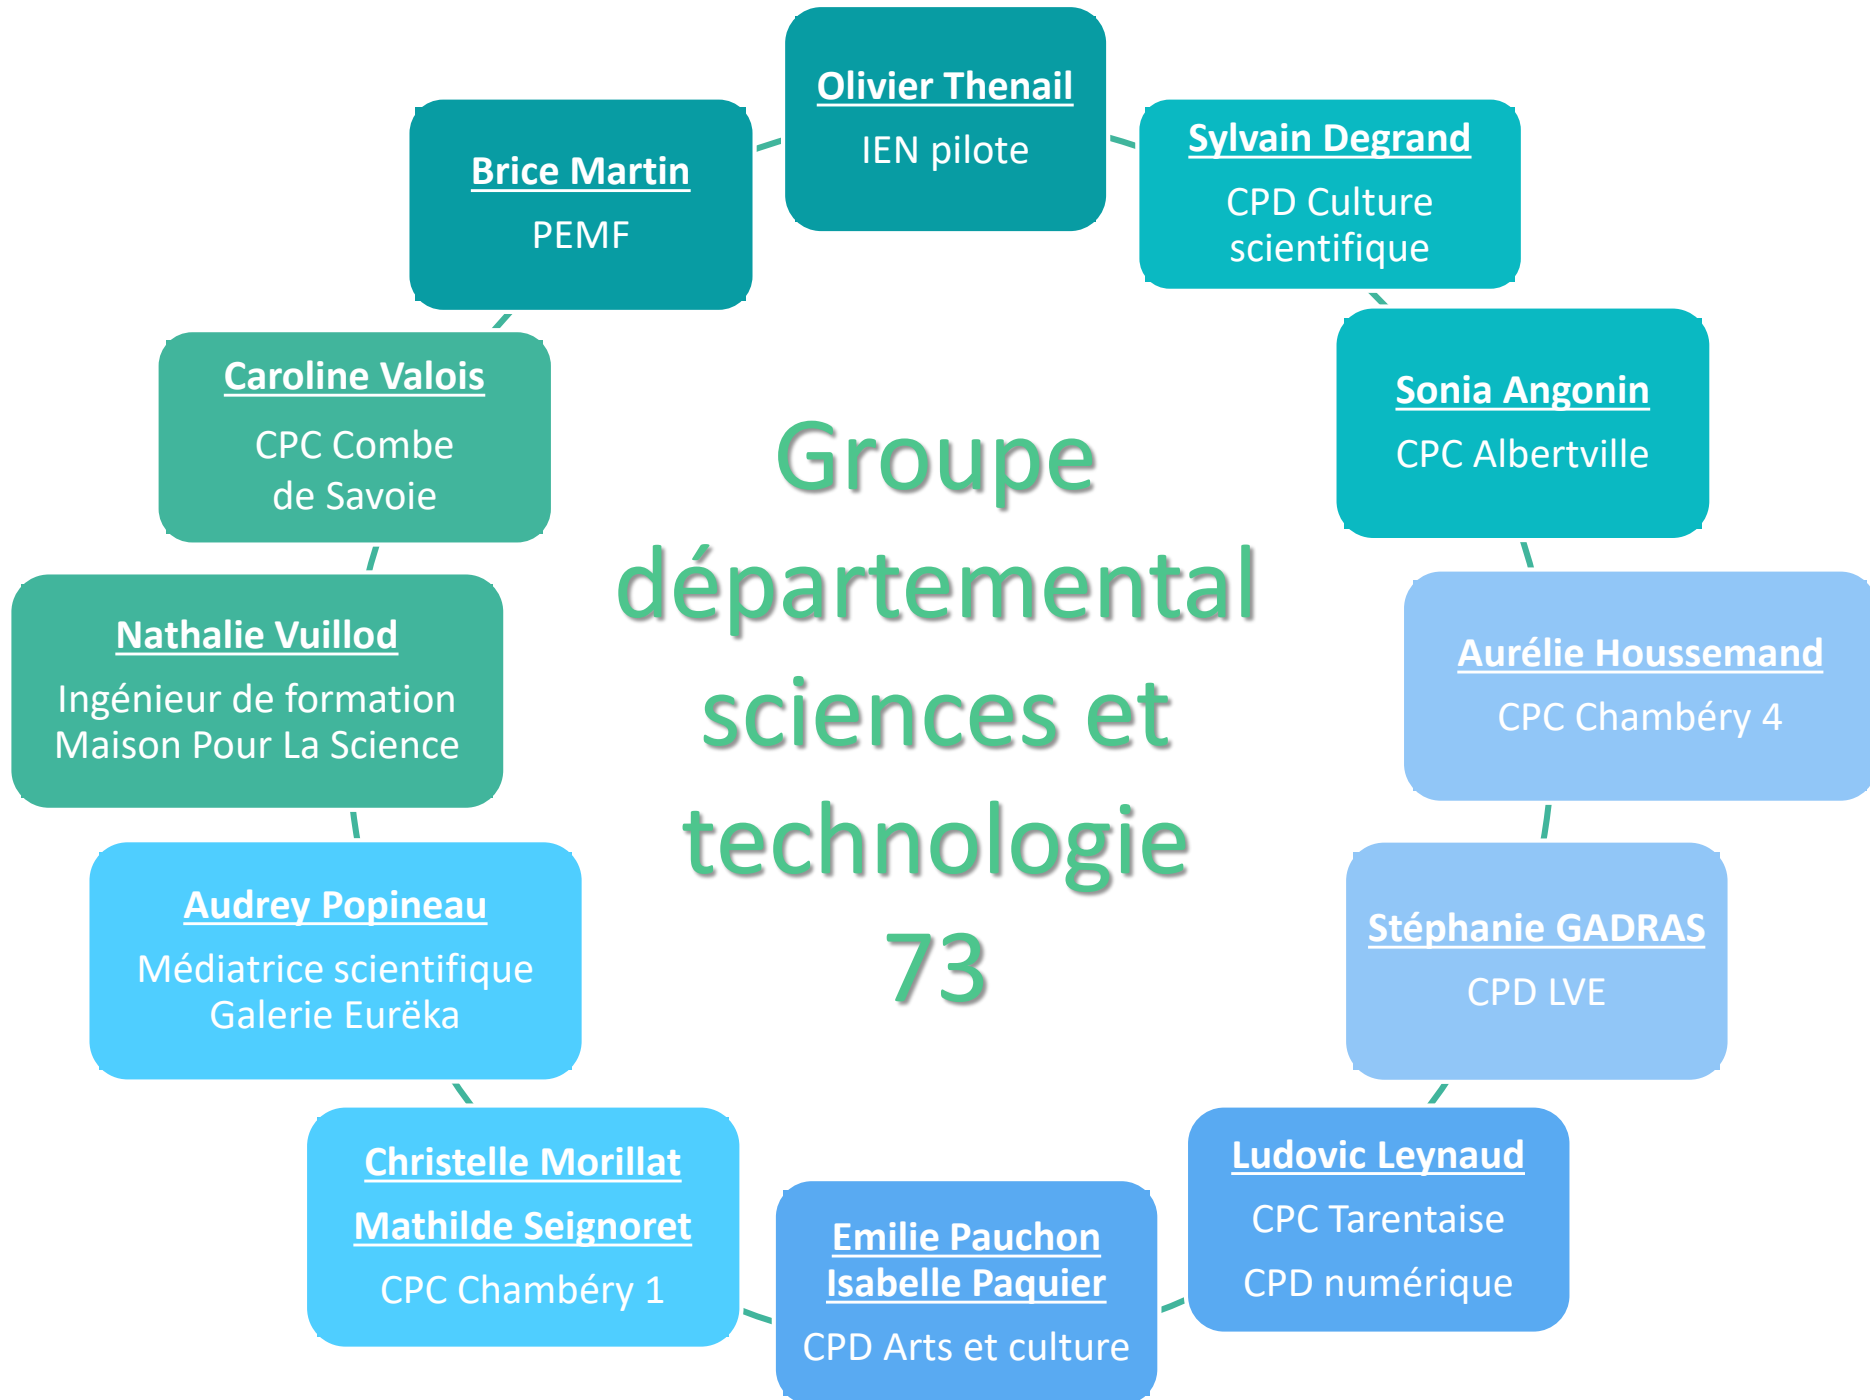 Olivier Thenail
IEN pilote
Sylvain Degrand
CPD Culture
scientifique
Sonia Angonin
CPC Albertville
Aurélie Houssemand
CPC Chambéry 4
Stéphanie GADRAS
CPD LVE
Ludovic Leynaud
CPC Tarentaise
CPD numérique
Emilie Pauchon
Isabelle Paquier
CPD Arts et culture
Christelle Morillat
Mathilde Seignoret
CPC Chambéry 1
Audrey Popineau
Médiatrice scientifique
Galerie Eurëka
Nathalie Vuillod
Ingénieur de formation
Maison Pour La Science
Caroline Valois
CPC Combe
de Savoie
Brice Martin
PEMF
Groupe
départemental
sciences et
technologie
73